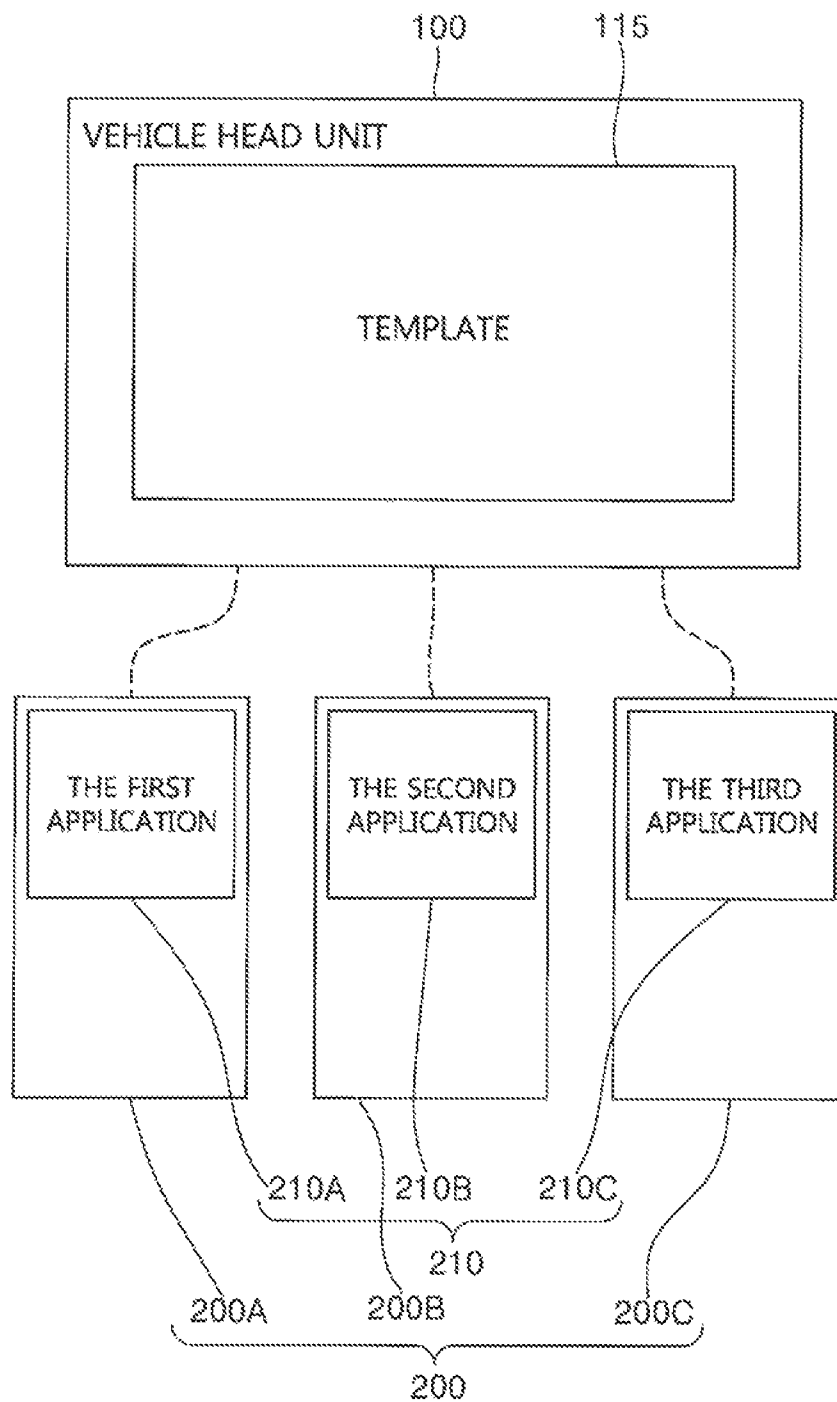 100 115
VEHICLE HEAD UNIT
TEMPLATE
THE FIRST
APPLICATION
THE SECOND
APPLICATION
THE THIRD
APPLICATION
210A 210B 210C
210
200A 200B 200C
200